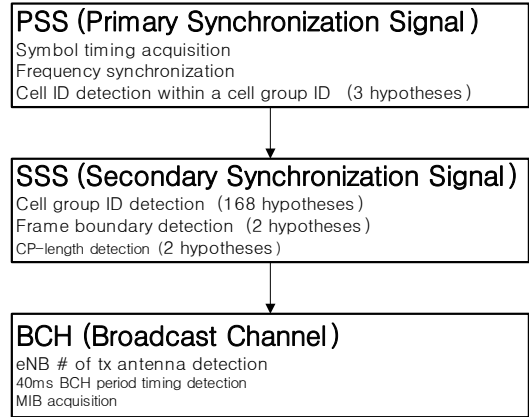 PSS (Primary Synchronization Signal)
Symbol timing acquisition
Frequency synchronization
Cell ID detection within a cell group ID (3 hypotheses)
SSS (Secondary Synchronization Signal)
Cell group ID detection (168 hypotheses)
Frame boundary detection (2 hypotheses)
CP-length detection (2 hypotheses)
BCH (Broadcast Channel)
eNB # of tx antenna detection
40ms BCH period timing detection
MIB acquisition